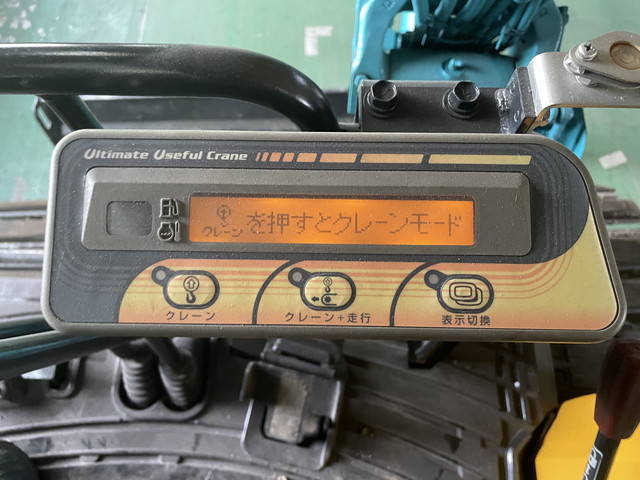 Ultimate Useful Crane
クレーン を押すとクレーンモード
クレーン
クレーン+走行
表示切換